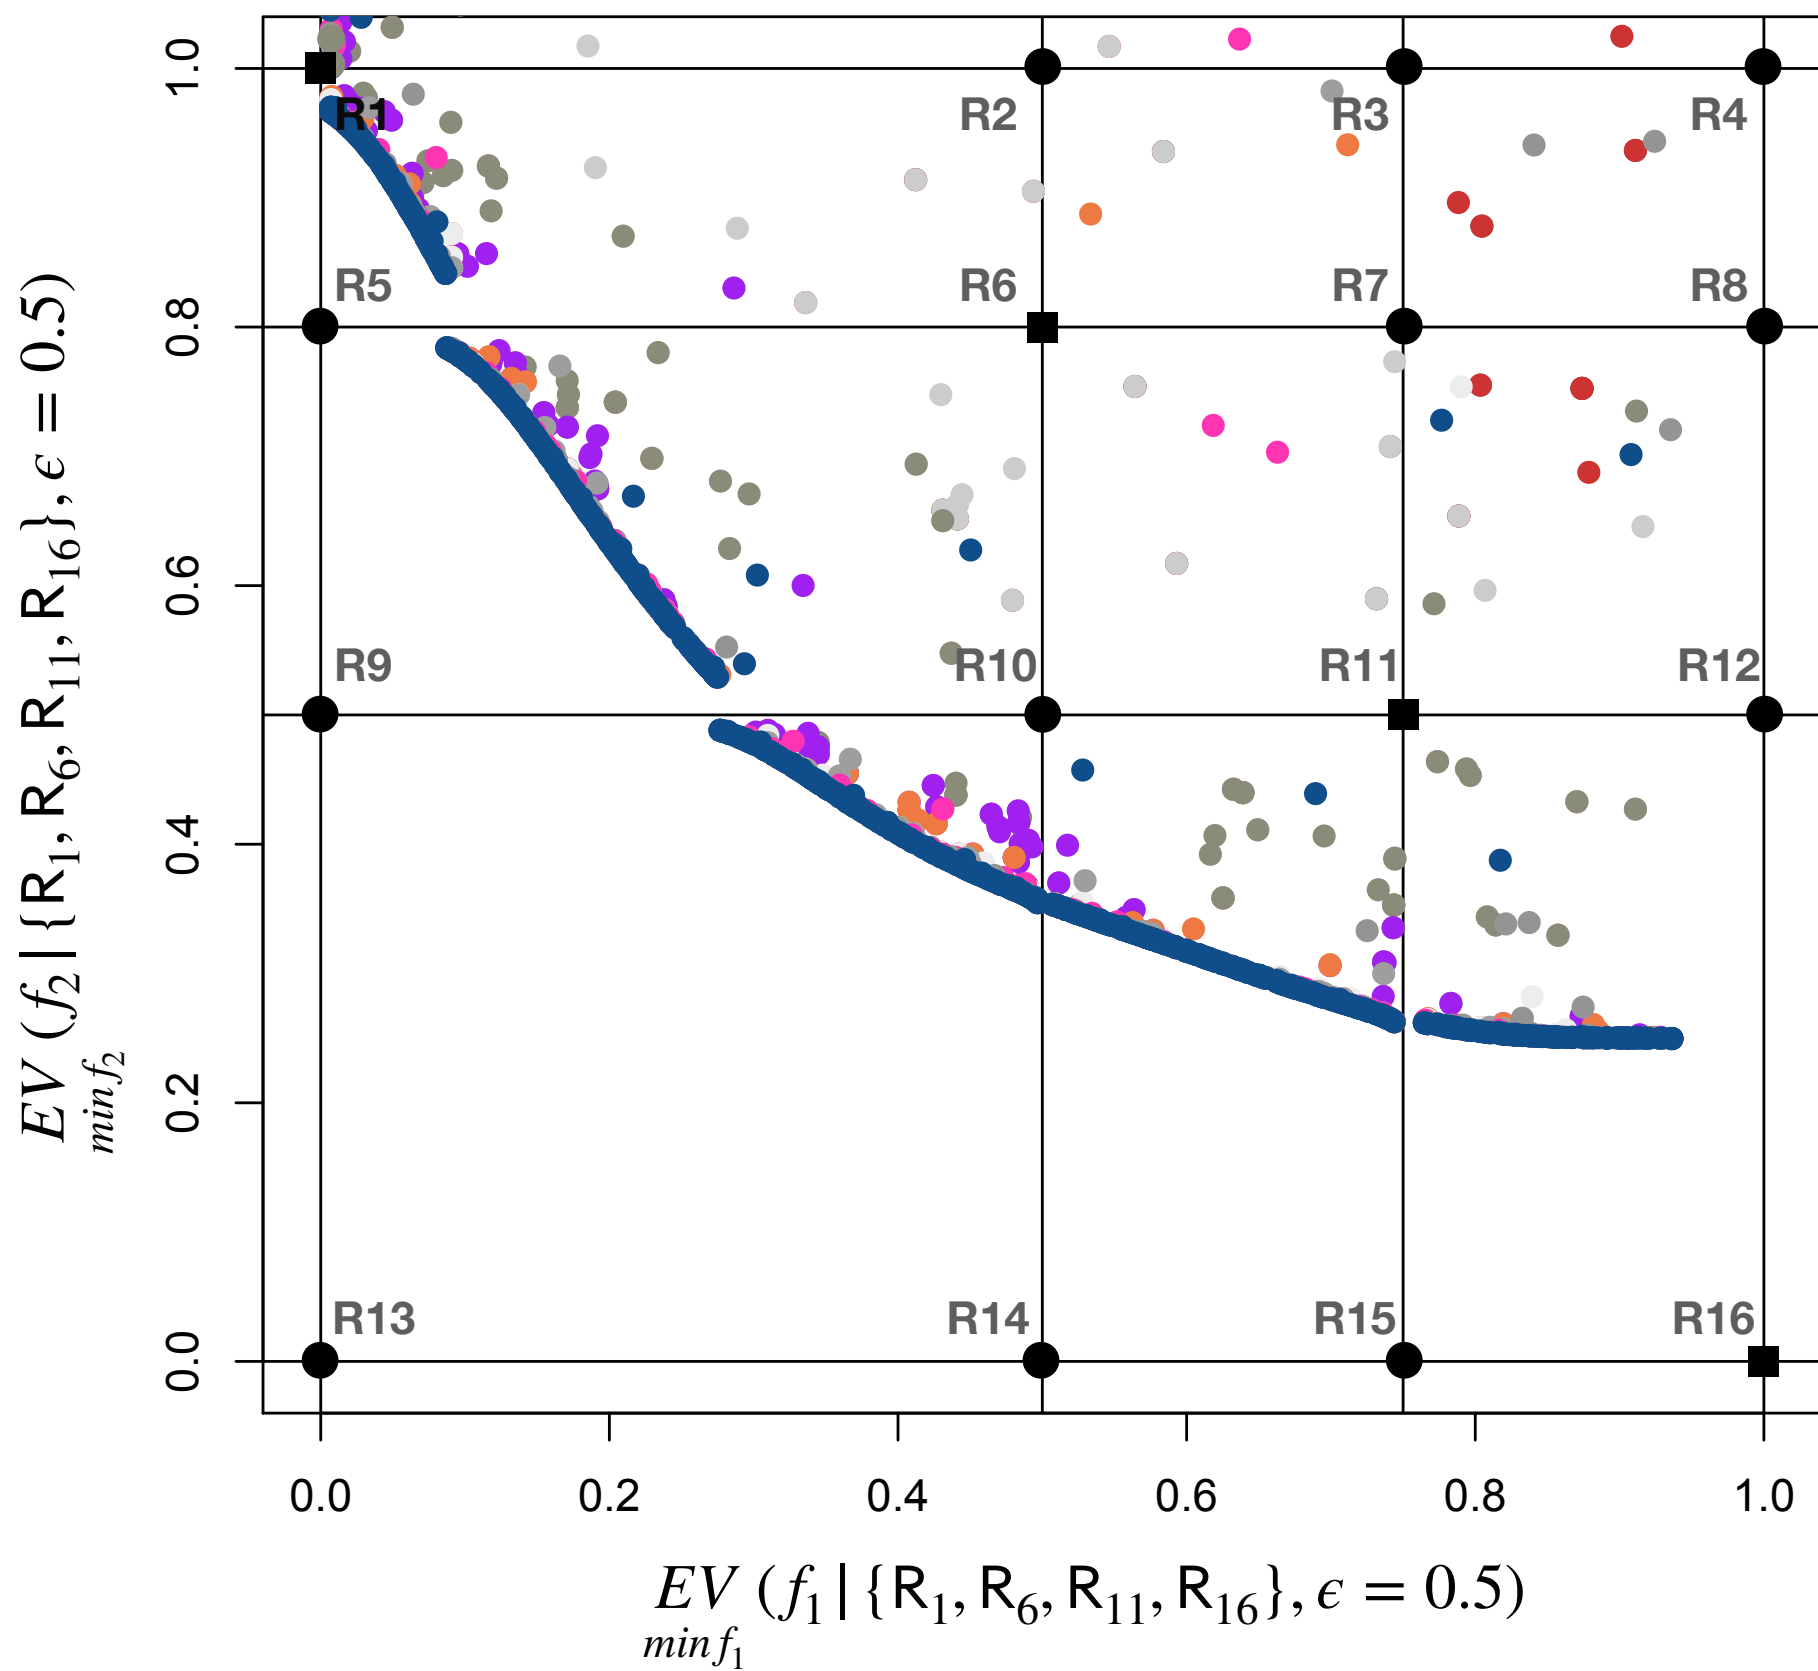 1.0
R1
R2
R3
R4
R5
R6
R7
R8
0.8
R9
R10
R11
R12
0.6
0.4
0.2
R13
R14
R15
R16
0.0
0.0 0.2 0.4 0.6 0.8 1.0
EV (f₂ | {R₁, R₆, R₁₁, R₁₆}, ϵ = 0.5)
min f₂
EV (f₁ | {R₁, R₆, R₁₁, R₁₆}, ϵ = 0.5)
min f₁